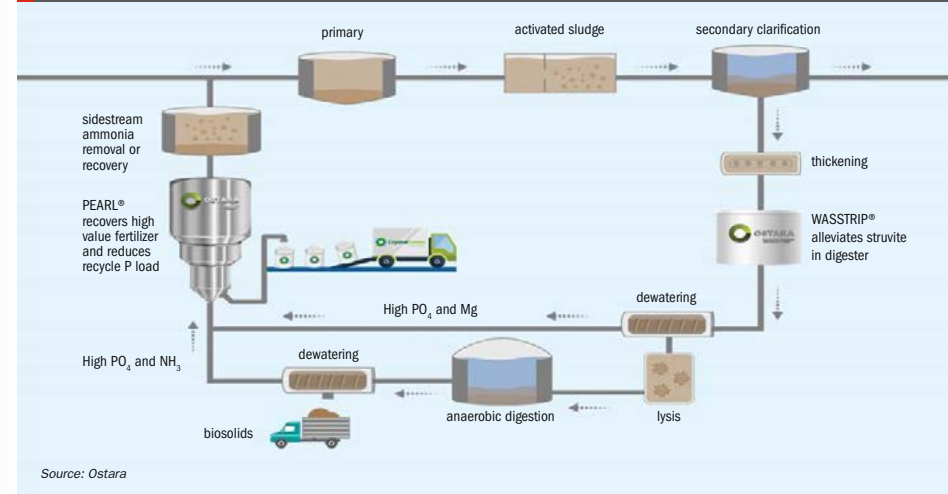 primary
activated sludge
secondary clarification
sidestream
ammonia
removal or
recovery
thickening
PEARL®
recovers high
value fertilizer
and reduces
recycle P load
OSTARA
WASSTRIP®
WASSTRIP®
alleviates struvite
in digester
High PO₄ and Mg
dewatering
High PO₄ and NH₃
dewatering
anaerobic digestion
lysis
biosolids
Source: Ostara